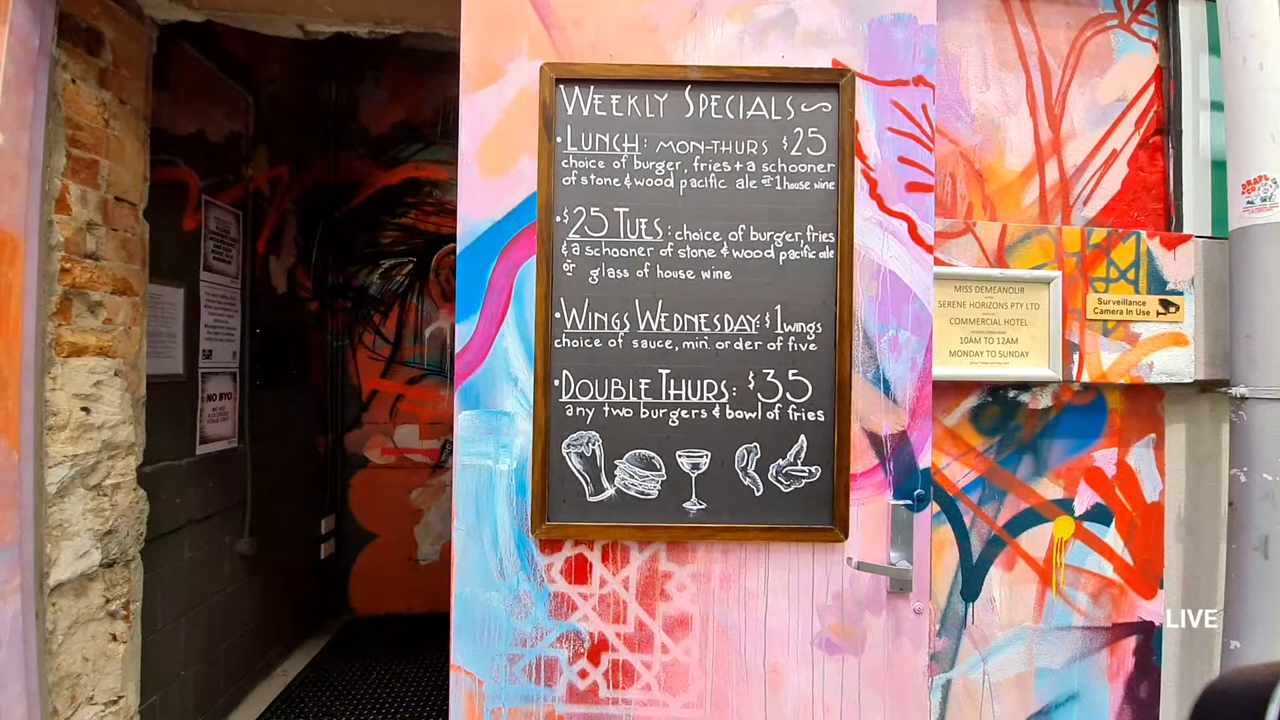 WEEKLY SPECIALS
•LUNCH: MON-THURS $25
choice of burger, fries + a schooner
of stone & wood pacific ale or 1 house wine
•$25 TUES: choice of burger, fries
& a schooner of stone & wood pacific ale
or glass of house wine
•WINGS WEDNESDAY: $1 wings
choice of sauce, min. order of five
•DOUBLE THURS: $35
any two burgers & bowl of fries
MISS DEMEANOUR
SERENE HORIZONS PTY LTD
COMMERCIAL HOTEL
10AM TO 12AM
MONDAY TO SUNDAY
Surveillance
Camera In Use
NO BYO
LIVE